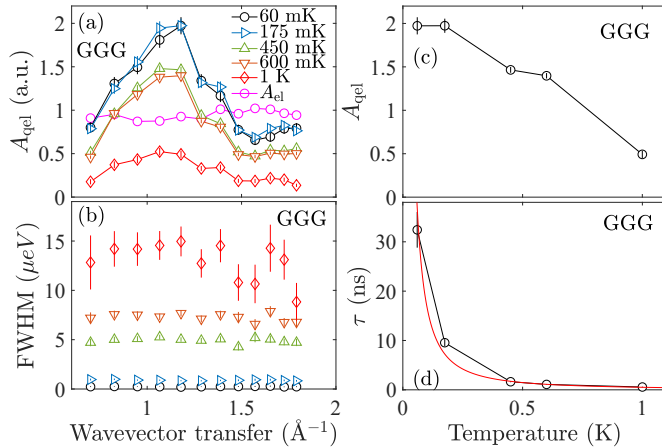 (a)
GGG
60 mK
175 mK
450 mK
600 mK
1 K
A_el
A_qel (a.u.)
2
1.5
1
0.5
0
(b)
GGG
FWHM (μeV)
15
10
5
0
1
1.5
2
Wavevector transfer (Å⁻¹)
(c)
GGG
A_qel
2
1.5
1
0.5
0
(d)
GGG
τ (ns)
30
20
10
0
0
0.5
1
Temperature (K)